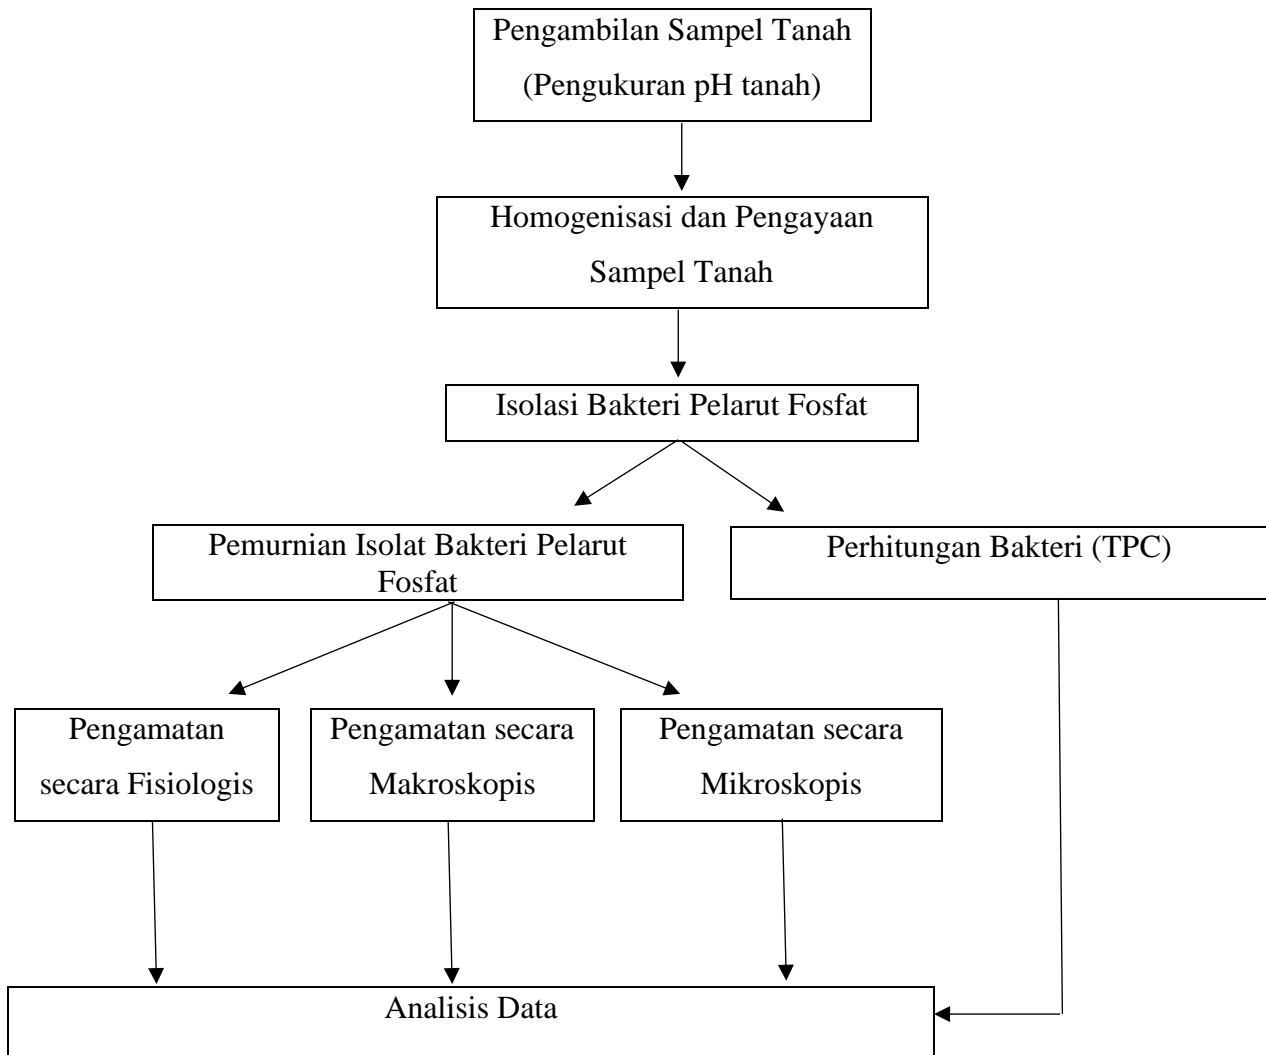 Pengambilan Sampel Tanah
(Pengukuran pH tanah)
Homogenisasi dan Pengayaan
Sampel Tanah
Isolasi Bakteri Pelarut Fosfat
Pemurnian Isolat Bakteri Pelarut
Fosfat
Perhitungan Bakteri (TPC)
Pengamatan
secara Fisiologis
Pengamatan secara
Makroskopis
Pengamatan secara
Mikroskopis
Analisis Data